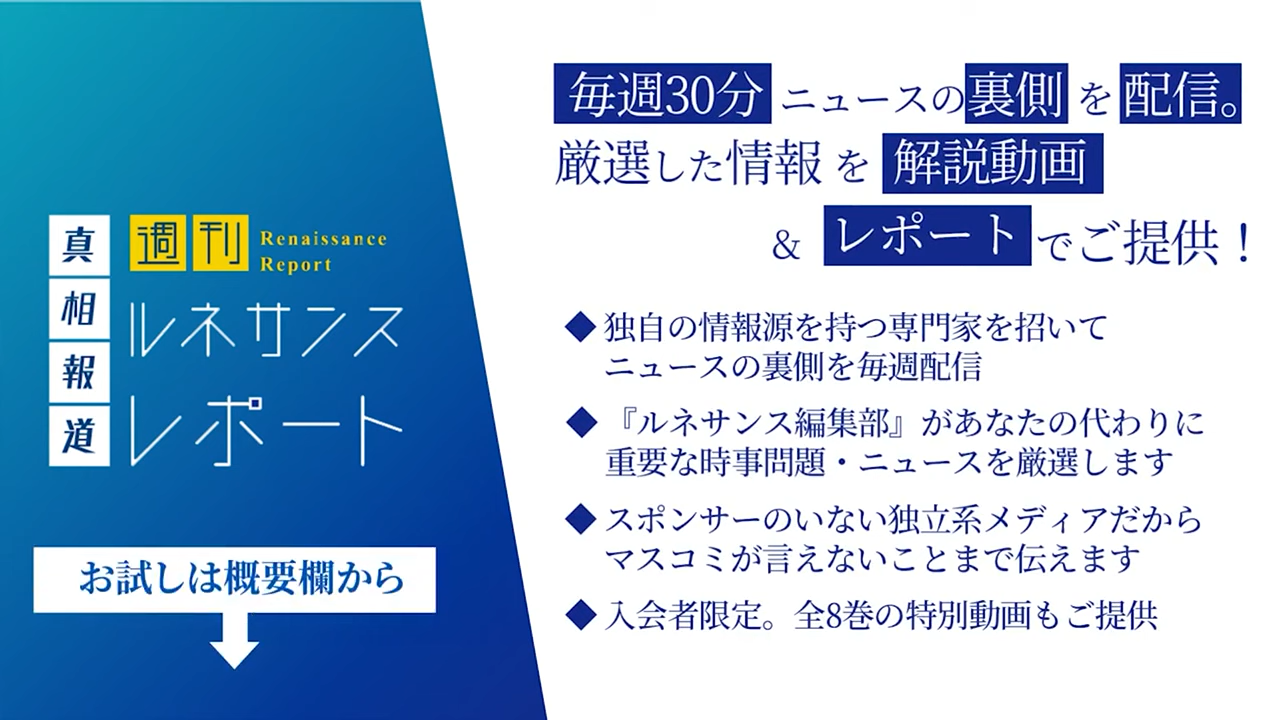 真相報道
週刊
Renaissance
Report
ルネサンス
レポート
お試しは概要欄から
毎週30分 ニュースの裏側 を 配信。
厳選した情報 を 解説動画
& レポート でご提供！
◆ 独自の情報源を持つ専門家を招いて
ニュースの裏側を毎週配信
◆ 『ルネサンス編集部』があなたの代わりに
重要な時事問題・ニュースを厳選します
◆ スポンサーのいない独立系メディアだから
マスコミが言えないことまで伝えます
◆ 入会者限定。全8巻の特別動画もご提供